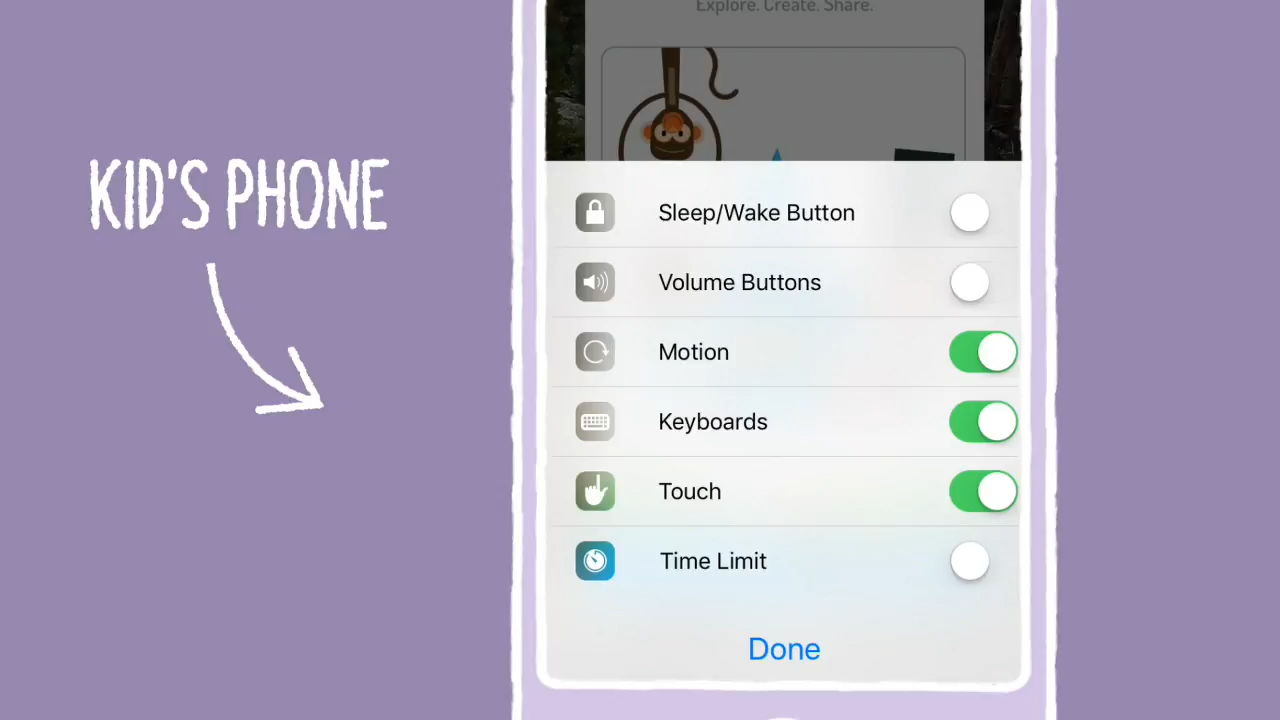 Explore. Create. Share.
KID'S PHONE
Sleep/Wake Button
Volume Buttons
Motion
Keyboards
Touch
Time Limit
Done